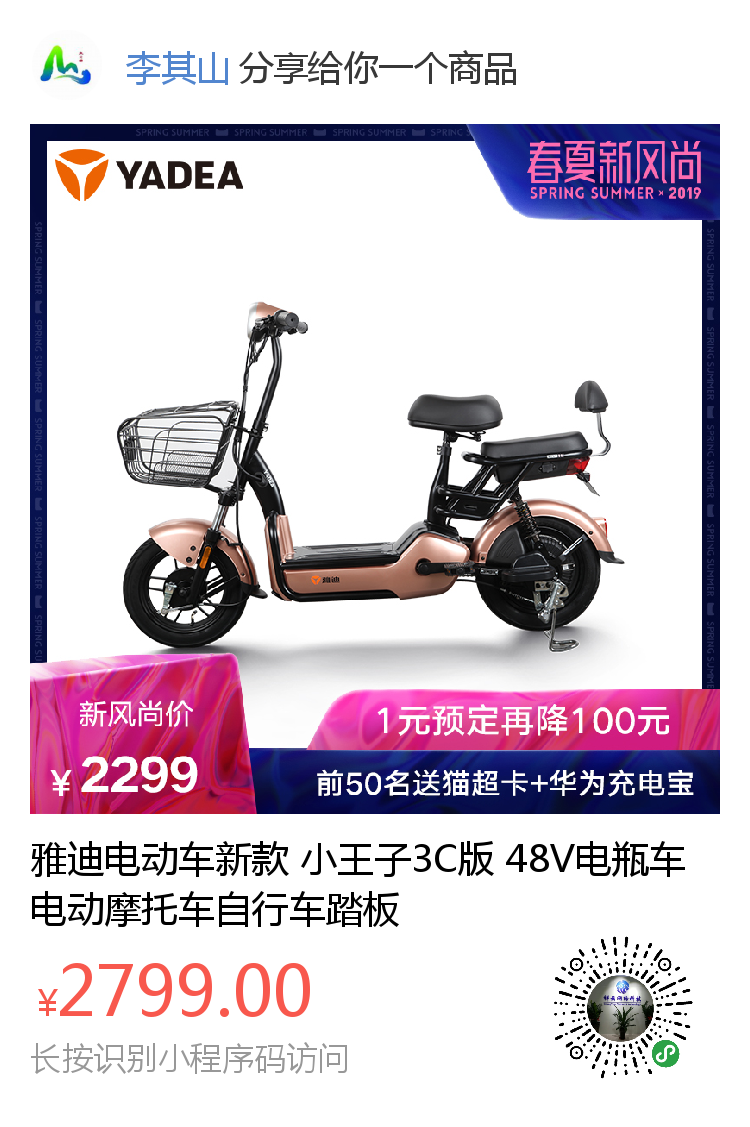 李其山 分享给你一个商品
SPRING SUMMER SPRING SUMMER SPRING SUMMER SPRING
YADEA
春夏新风尚
SPRING SUMMER × 2019
雅迪
新风尚价
¥ 2299
1元预定再降100元
前50名送猫超卡+华为充电宝
雅迪电动车新款 小王子3C版 48V电瓶车
电动摩托车自行车踏板
¥2799.00
长按识别小程序码访问